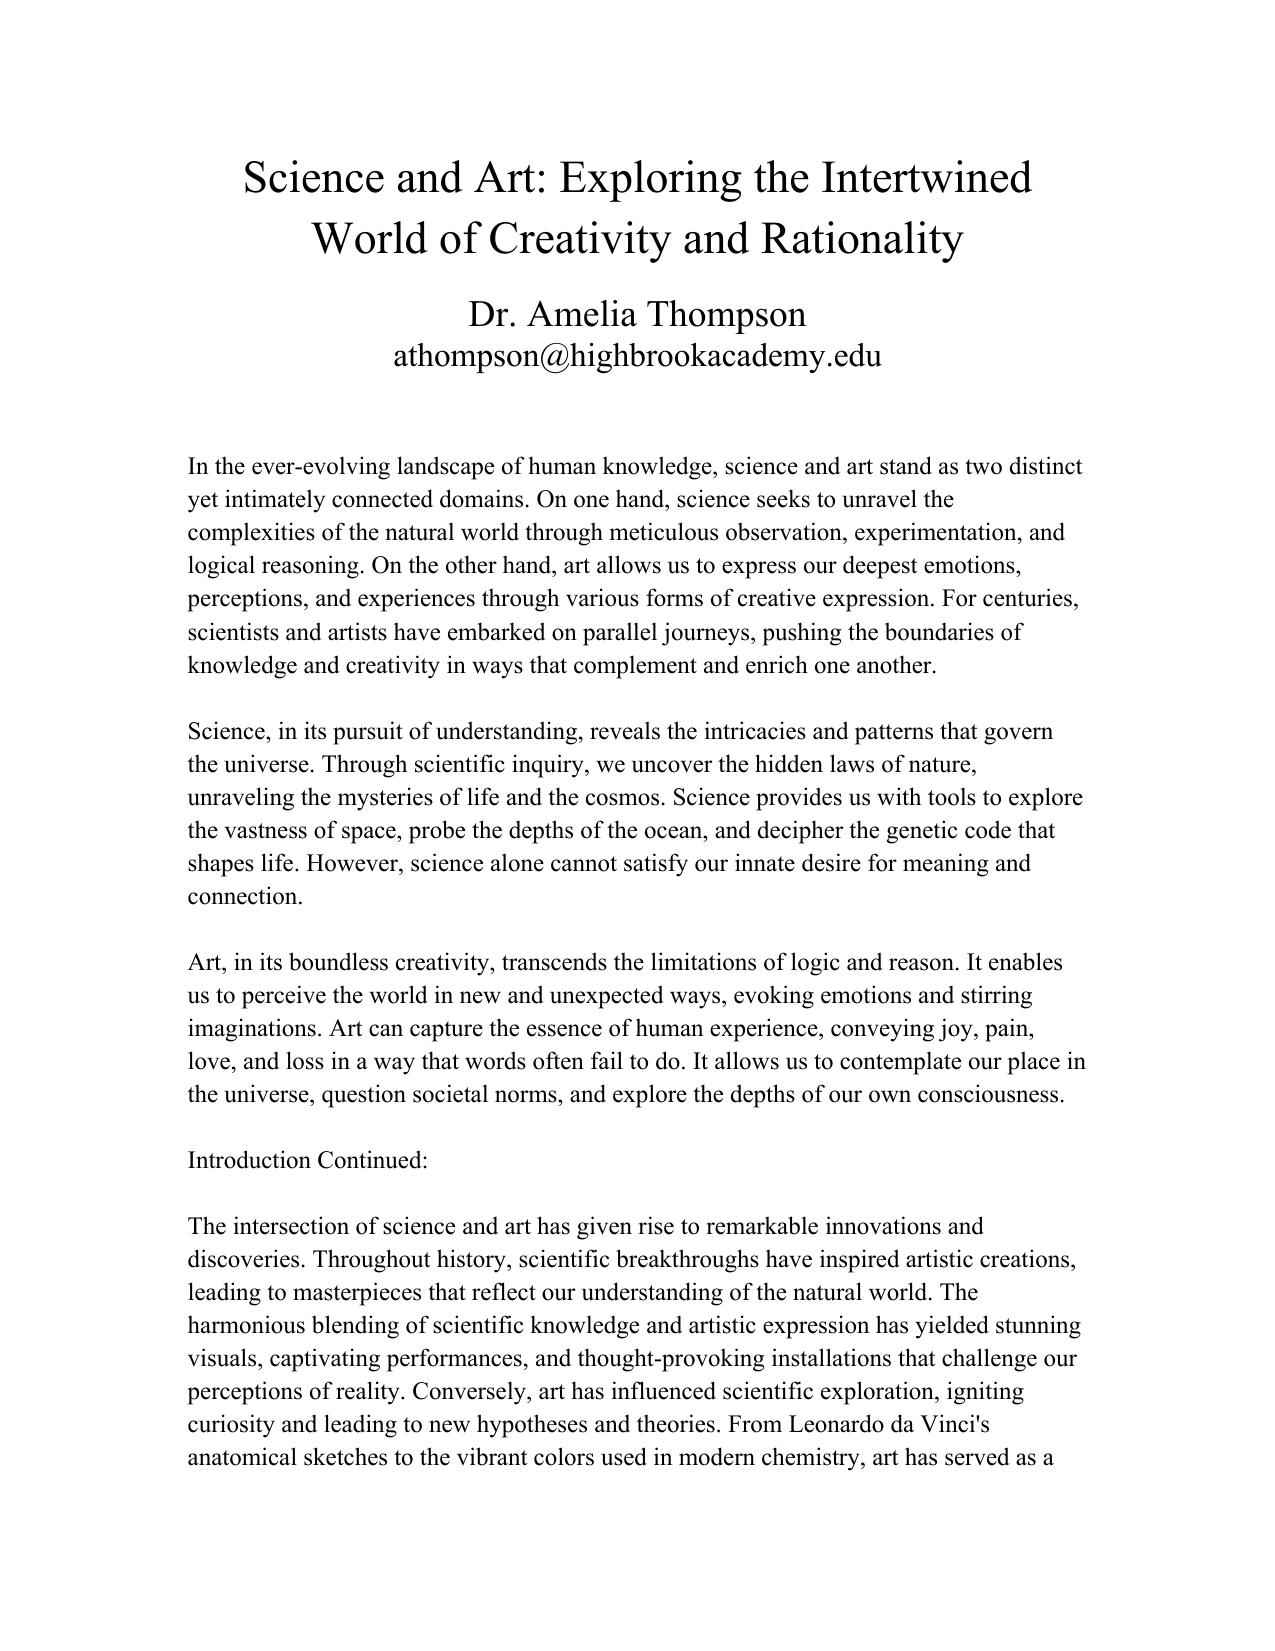 Science and Art: Exploring the Intertwined
World of Creativity and Rationality
Dr. Amelia Thompson
athompson@highbrookacademy.edu
In the ever-evolving landscape of human knowledge, science and art stand as two distinct
yet intimately connected domains. On one hand, science seeks to unravel the
complexities of the natural world through meticulous observation, experimentation, and
logical reasoning. On the other hand, art allows us to express our deepest emotions,
perceptions, and experiences through various forms of creative expression. For centuries,
scientists and artists have embarked on parallel journeys, pushing the boundaries of
knowledge and creativity in ways that complement and enrich one another.
Science, in its pursuit of understanding, reveals the intricacies and patterns that govern
the universe. Through scientific inquiry, we uncover the hidden laws of nature,
unraveling the mysteries of life and the cosmos. Science provides us with tools to explore
the vastness of space, probe the depths of the ocean, and decipher the genetic code that
shapes life. However, science alone cannot satisfy our innate desire for meaning and
connection.
Art, in its boundless creativity, transcends the limitations of logic and reason. It enables
us to perceive the world in new and unexpected ways, evoking emotions and stirring
imaginations. Art can capture the essence of human experience, conveying joy, pain,
love, and loss in a way that words often fail to do. It allows us to contemplate our place in
the universe, question societal norms, and explore the depths of our own consciousness.
Introduction Continued:
The intersection of science and art has given rise to remarkable innovations and
discoveries. Throughout history, scientific breakthroughs have inspired artistic creations,
leading to masterpieces that reflect our understanding of the natural world. The
harmonious blending of scientific knowledge and artistic expression has yielded stunning
visuals, captivating performances, and thought-provoking installations that challenge our
perceptions of reality. Conversely, art has influenced scientific exploration, igniting
curiosity and leading to new hypotheses and theories. From Leonardo da Vinci's
anatomical sketches to the vibrant colors used in modern chemistry, art has served as a